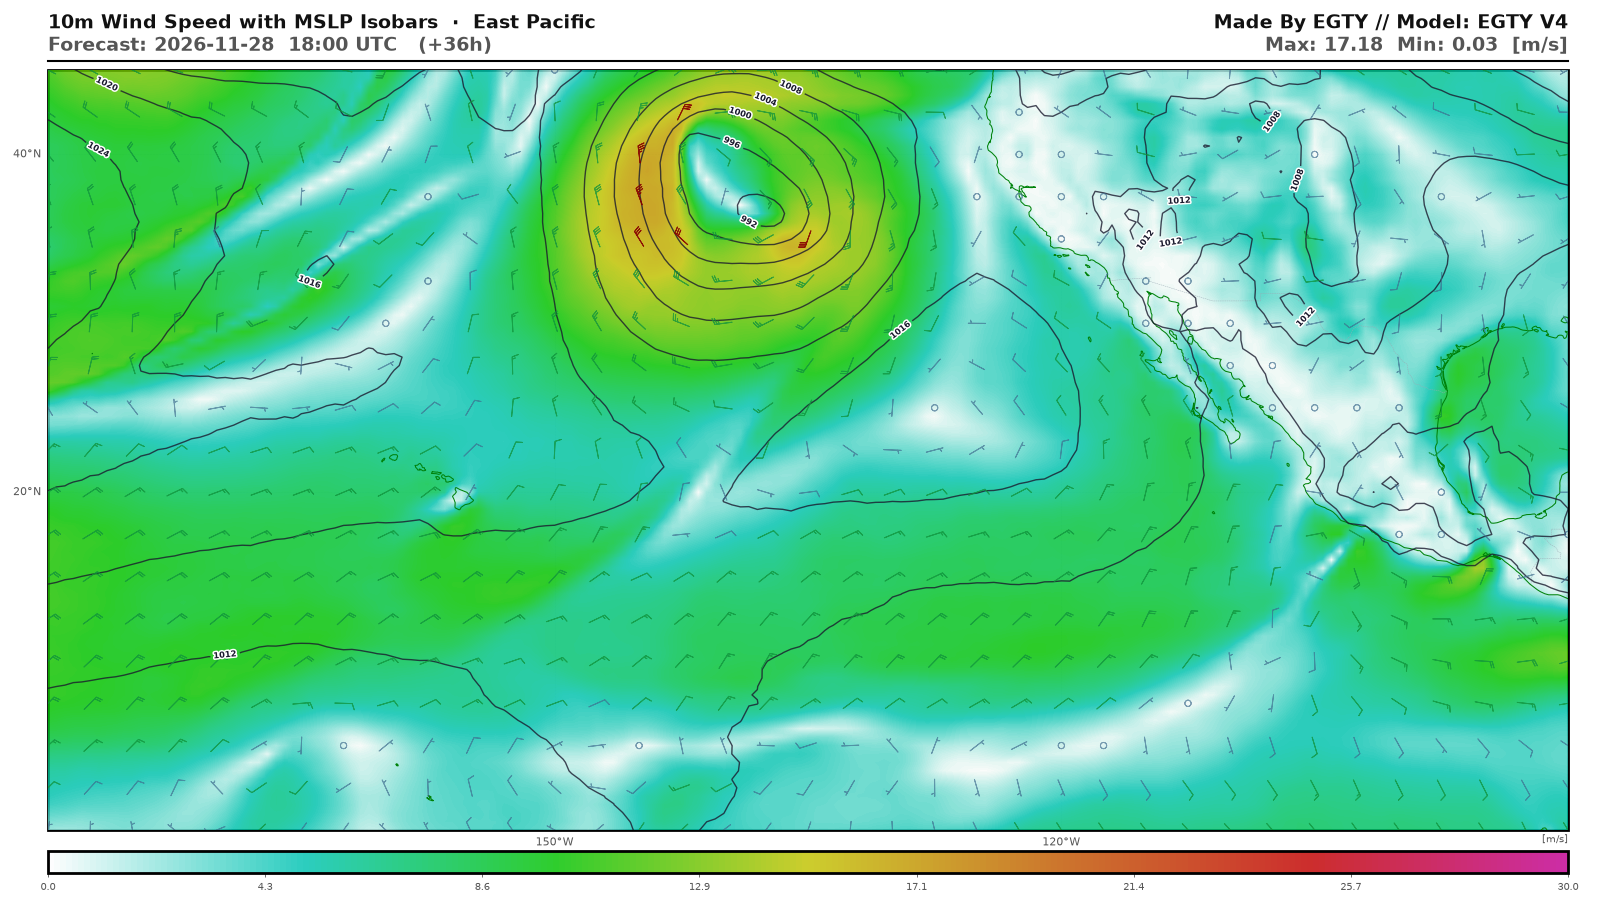 10m Wind Speed with MSLP Isobars · East Pacific
Made By EGTY // Model: EGTY V4
Forecast: 2026-11-28 18:00 UTC (+36h)
Max: 17.18 Min: 0.03 [m/s]
1020
1008
1004
1000
1008
996
1024
40°N
1008
1012
992
1012
1012
1016
1012
1016
20°N
1012
150°W
120°W
[m/s]
0.0
4.3
8.6
12.9
17.1
21.4
25.7
30.0